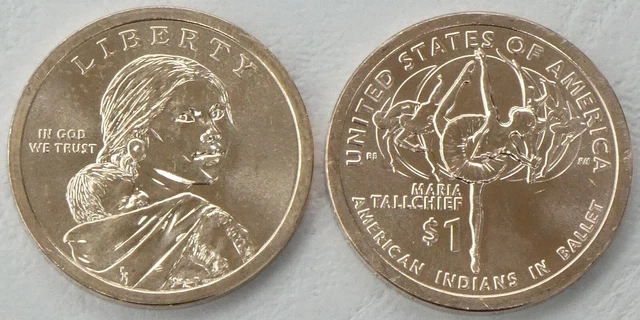 LIBERTY
IN GOD
WE TRUST
UNITED STATES OF AMERICA
MARIA
TALLCHIEF
$1
AMERICAN INDIANS IN BALLET